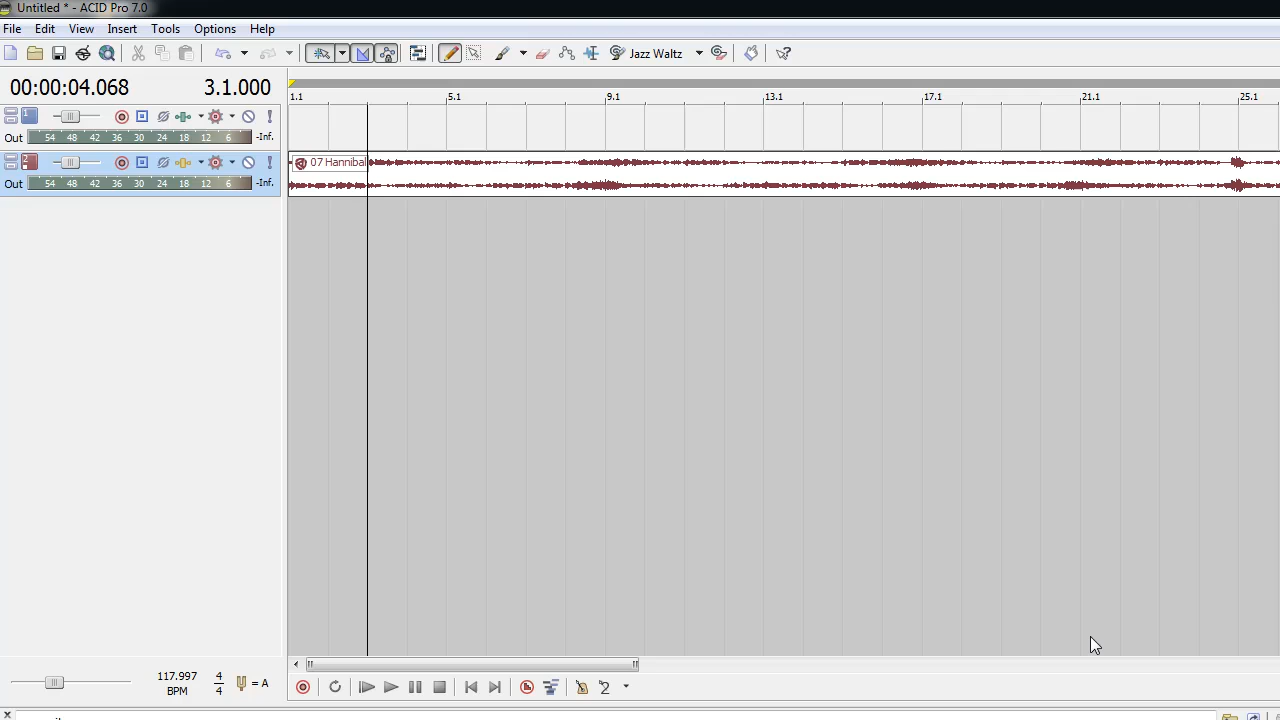 Untitled * - ACID Pro 7.0
File Edit View Insert Tools Options Help
Jazz Waltz
00:00:04.068 3.1.000
1.1 5.1 9.1 13.1 17.1 21.1 25.1
1
Out 54 48 42 36 30 24 18 12 6 -Inf.
2 07 Hannibal
Out 54 48 42 36 30 24 18 12 6 -Inf.
117.997 BPM
4
4
= A